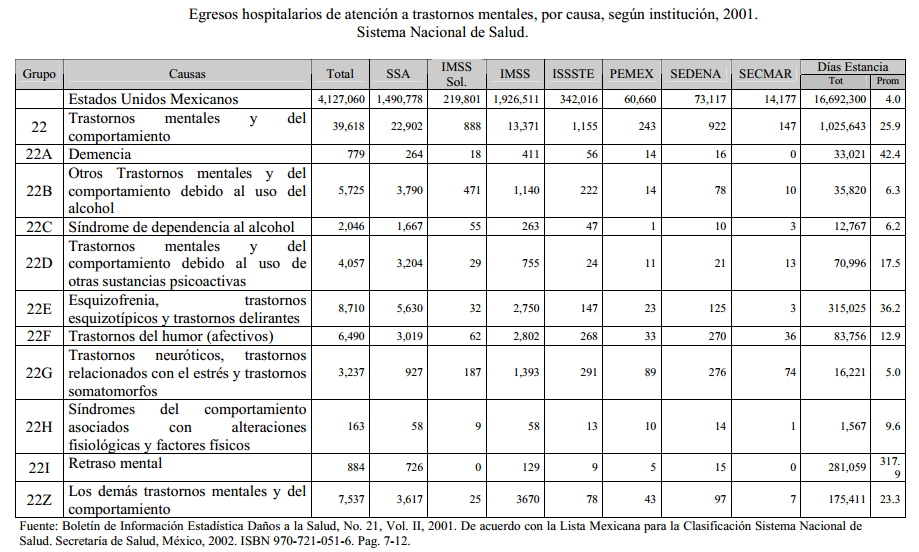 Egresos hospitalarios de atención a trastornos mentales, por causa, según institución, 2001.
Sistema Nacional de Salud.
Grupo Causas Total SSA IMSS Sol. IMSS ISSSTE PEMEX SEDENA SECMAR Días Estancia
Tot Prom
Estados Unidos Mexicanos 4,127,060 1,490,778 219,801 1,926,511 342,016 60,660 73,117 14,177 16,692,300 4.0
22 Trastornos mentales y del 39,618 22,902 888 13,371 1,155 243 922 147 1,025,643 25.9
comportamiento
22A Demencia 779 264 18 411 56 14 16 0 33,021 42.4
Otros Trastornos mentales y del
22B comportamiento debido al uso del 5,725 3,790 471 1,140 222 14 78 10 35,820 6.3
alcohol
22C Síndrome de dependencia al alcohol 2,046 1,667 55 263 47 1 10 3 12,767 6.2
Trastornos mentales y del
22D comportamiento debido al uso de 4,057 3,204 29 755 24 11 21 13 70,996 17.5
otras sustancias psicoactivas
22E Esquizofrenia, trastornos 8,710 5,630 32 2,750 147 23 125 3 315,025 36.2
esquizotípicos y trastornos delirantes
22F Trastornos del humor (afectivos) 6,490 3,019 62 2,802 268 33 270 36 83,756 12.9
Trastornos neuróticos, trastornos
22G relacionados con el estrés y trastornos 3,237 927 187 1,393 291 89 276 74 16,221 5.0
somatomorfos
Síndromes del comportamiento
22H asociados con alteraciones 163 58 9 58 13 10 14 1 1,567 9.6
fisiológicas y factores físicos
22I Retraso mental 884 726 0 129 9 5 15 0 281,059 317.
9
22Z Los demás trastornos mentales y del 7,537 3,617 25 3670 78 43 97 7 175,411 23.3
comportamiento
Fuente: Boletín de Información Estadística Daños a la Salud, No. 21, Vol. II, 2001. De acuerdo con la Lista Mexicana para la Clasificación Sistema Nacional de
Salud. Secretaría de Salud, México, 2002. ISBN 970-721-051-6. Pag. 7-12.